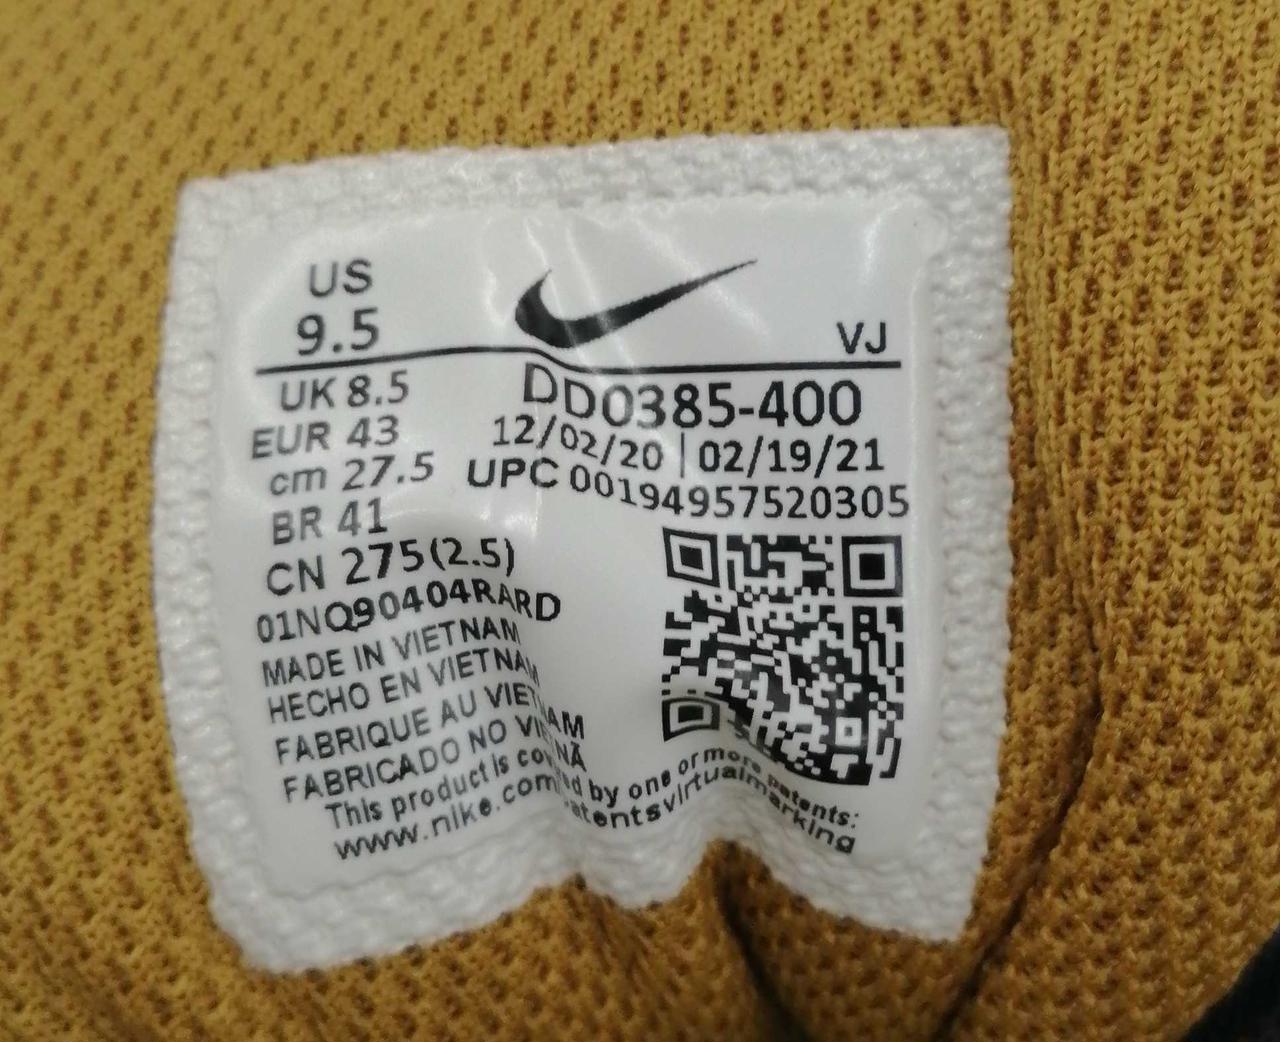 US
9.5
VJ
UK 8.5
EUR 43
cm 27.5
BR 41
CN 275(2.5)
DD0385-400
12/02/20 | 02/19/21
UPC 00194957520305
01NQ90404RARD
MADE IN VIETNAM
HECHO EN VIETNAM
FABRIQUE AU VIETNAM
FABRICADO NO VIETNÃ
This product is covered by one or more patents:
www.nike.com/patentsvirtualmarking